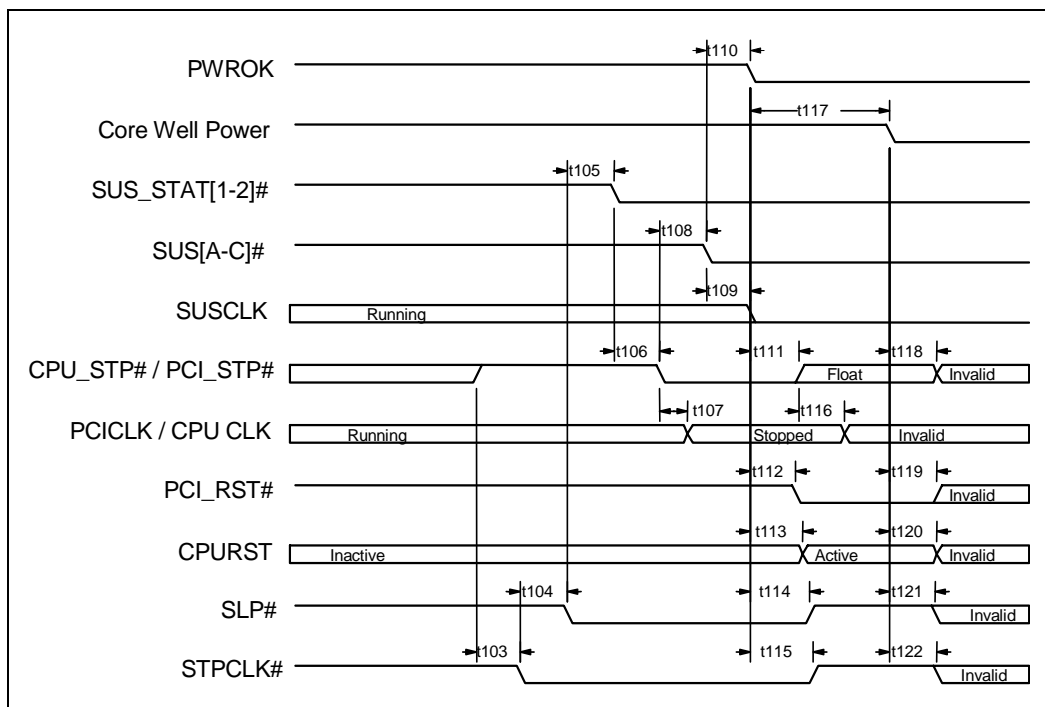 t110
PWROK
t117
Core Well Power
t105
SUS_STAT[1-2]#
t108
SUS[A-C]#
t109
SUSCLK
Running
t106
t111
t118
CPU_STP# / PCI_STP#
Float
Invalid
t107
t116
PCICLK / CPU CLK
Running
Stopped
Invalid
t112
t119
PCI_RST#
Invalid
t113
t120
CPURST
Inactive
Active
Invalid
t104
t114
t121
SLP#
Invalid
t103
t115
t122
STPCLK#
Invalid